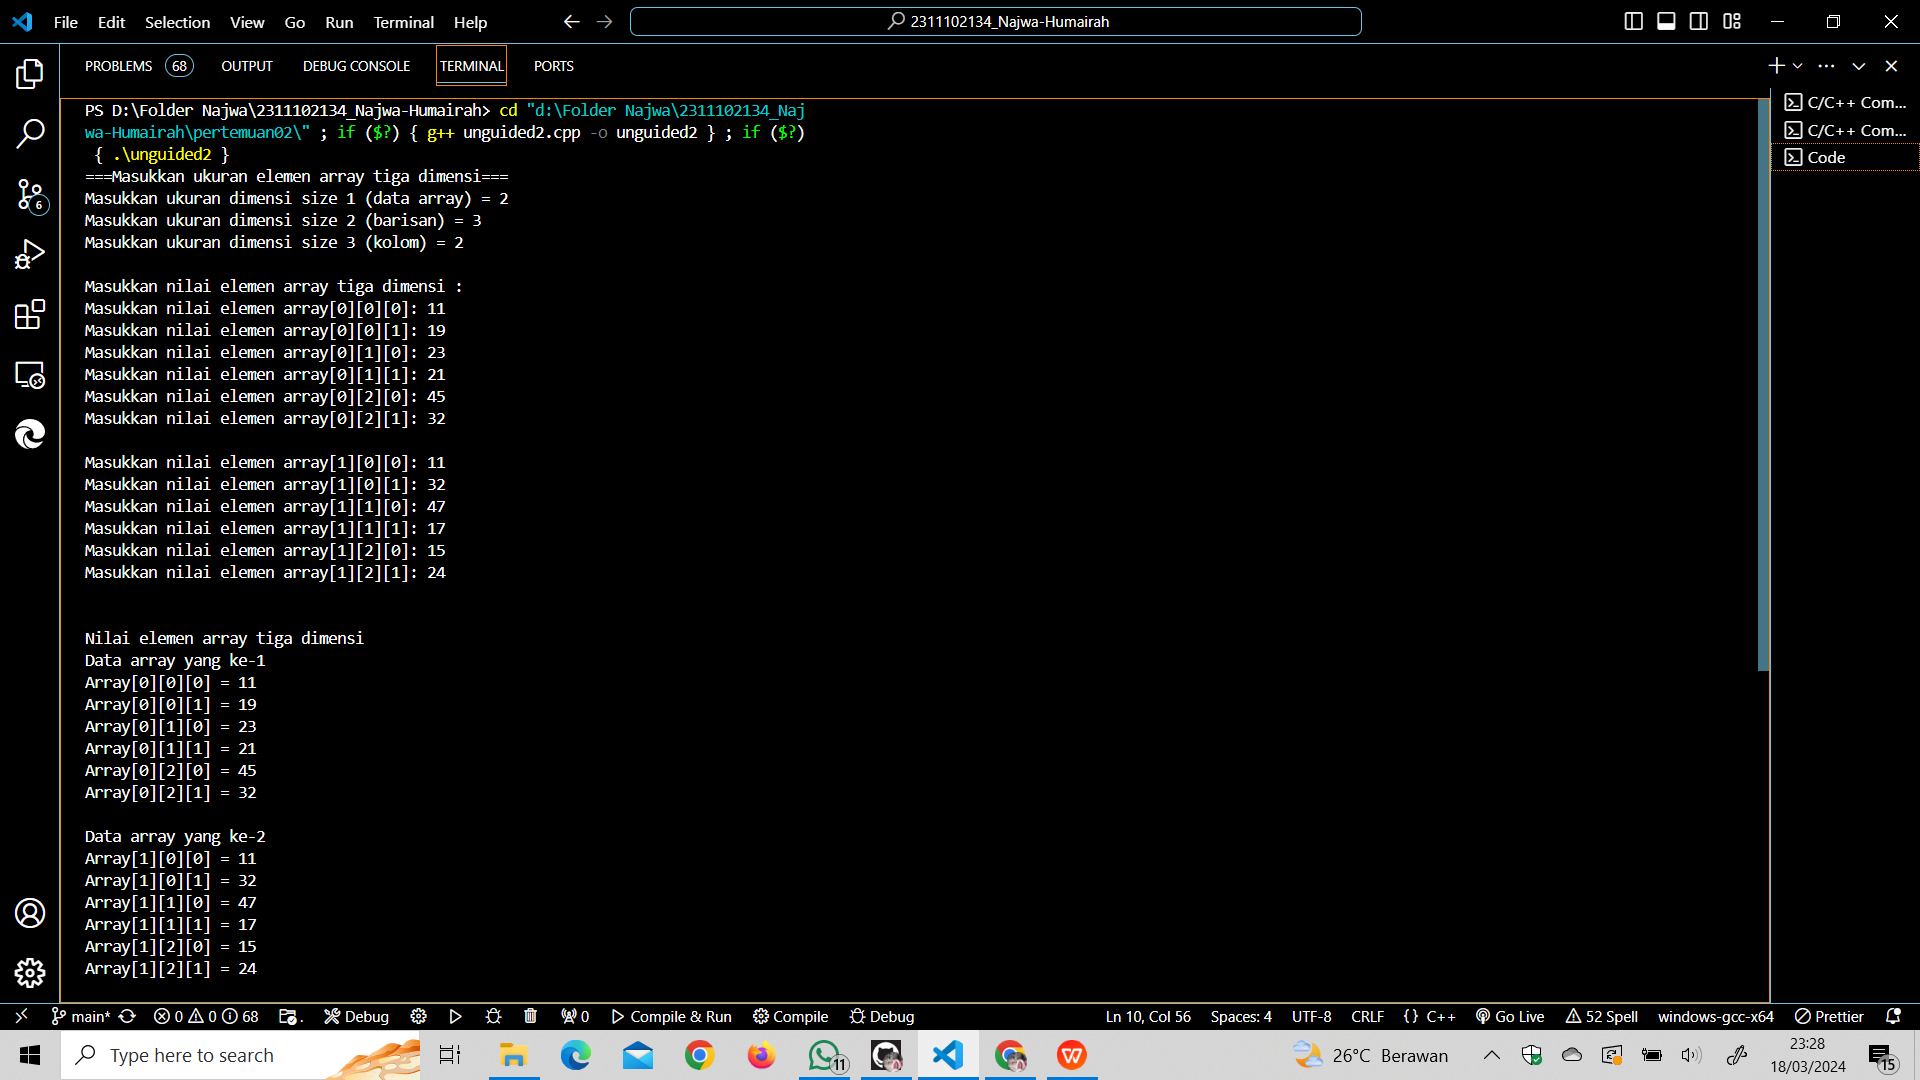 File Edit Selection View Go Run Terminal Help
2311102134_Najwa-Humairah
PROBLEMS 68 OUTPUT DEBUG CONSOLE TERMINAL PORTS
PS D:\Folder Najwa\2311102134_Najwa-Humairah> cd "d:\Folder Najwa\2311102134_Naj
wa-Humairah\pertemuan02\" ; if ($?) { g++ unguided2.cpp -o unguided2 } ; if ($?)
{ .\unguided2 }
===Masukkan ukuran elemen array tiga dimensi===
Masukkan ukuran dimensi size 1 (data array) = 2
Masukkan ukuran dimensi size 2 (barisan) = 3
Masukkan ukuran dimensi size 3 (kolom) = 2
Masukkan nilai elemen array tiga dimensi :
Masukkan nilai elemen array[0][0][0]: 11
Masukkan nilai elemen array[0][0][1]: 19
Masukkan nilai elemen array[0][1][0]: 23
Masukkan nilai elemen array[0][1][1]: 21
Masukkan nilai elemen array[0][2][0]: 45
Masukkan nilai elemen array[0][2][1]: 32
Masukkan nilai elemen array[1][0][0]: 11
Masukkan nilai elemen array[1][0][1]: 32
Masukkan nilai elemen array[1][1][0]: 47
Masukkan nilai elemen array[1][1][1]: 17
Masukkan nilai elemen array[1][2][0]: 15
Masukkan nilai elemen array[1][2][1]: 24
Nilai elemen array tiga dimensi
Data array yang ke-1
Array[0][0][0] = 11
Array[0][0][1] = 19
Array[0][1][0] = 23
Array[0][1][1] = 21
Array[0][2][0] = 45
Array[0][2][1] = 32
Data array yang ke-2
Array[1][0][0] = 11
Array[1][0][1] = 32
Array[1][1][0] = 47
Array[1][1][1] = 17
Array[1][2][0] = 15
Array[1][2][1] = 24
C/C++ Com...
C/C++ Com...
Code
6
main* 0 0 68 . Debug 0 Compile & Run Compile Debug Ln 10, Col 56 Spaces: 4 UTF-8 CRLF {} C++ Go Live 52 Spell windows-gcc-x64 Prettier
Type here to search 11 W 26°C Berawan 23:28
18/03/2024 15